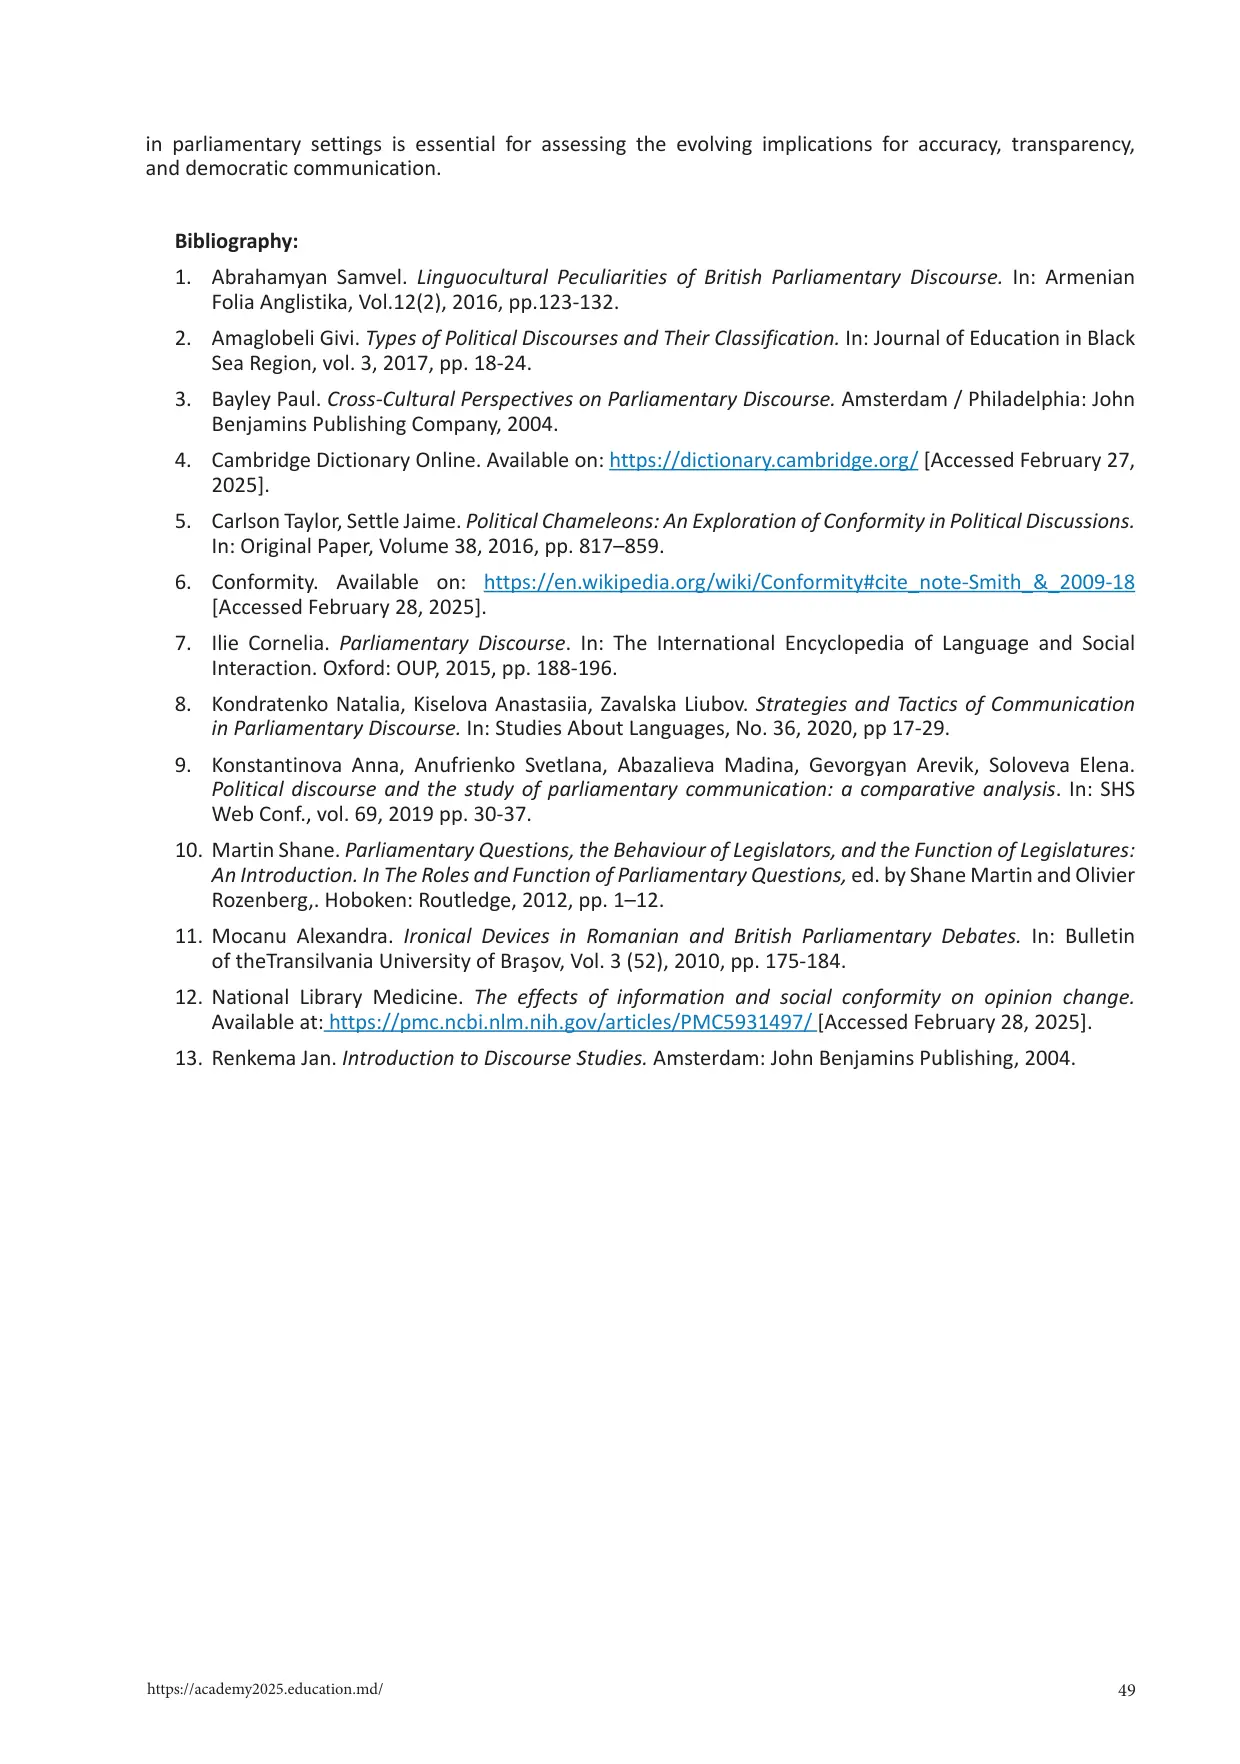 in parliamentary settings is essential for assessing the evolving implications for accuracy, transparency,
and democratic communication.
Bibliography:
1. Abrahamyan Samvel. Linguocultural Peculiarities of British Parliamentary Discourse. In: Armenian
Folia Anglistika, Vol.12(2), 2016, pp.123-132.
2. Amaglobeli Givi. Types of Political Discourses and Their Classification. In: Journal of Education in Black
Sea Region, vol. 3, 2017, pp. 18-24.
3. Bayley Paul. Cross-Cultural Perspectives on Parliamentary Discourse. Amsterdam / Philadelphia: John
Benjamins Publishing Company, 2004.
4. Cambridge Dictionary Online. Available on: https://dictionary.cambridge.org/ [Accessed February 27,
2025].
5. Carlson Taylor, Settle Jaime. Political Chameleons: An Exploration of Conformity in Political Discussions.
In: Original Paper, Volume 38, 2016, pp. 817–859.
6. Conformity. Available on: https://en.wikipedia.org/wiki/Conformity#cite_note-Smith_&_2009-18
[Accessed February 28, 2025].
7. Ilie Cornelia. Parliamentary Discourse. In: The International Encyclopedia of Language and Social
Interaction. Oxford: OUP, 2015, pp. 188-196.
8. Kondratenko Natalia, Kiselova Anastasiia, Zavalska Liubov. Strategies and Tactics of Communication
in Parliamentary Discourse. In: Studies About Languages, No. 36, 2020, pp 17-29.
9. Konstantinova Anna, Anufrienko Svetlana, Abazalieva Madina, Gevorgyan Arevik, Soloveva Elena.
Political discourse and the study of parliamentary communication: a comparative analysis. In: SHS
Web Conf., vol. 69, 2019 pp. 30-37.
10. Martin Shane. Parliamentary Questions, the Behaviour of Legislators, and the Function of Legislatures:
An Introduction. In The Roles and Function of Parliamentary Questions, ed. by Shane Martin and Olivier
Rozenberg,. Hoboken: Routledge, 2012, pp. 1–12.
11. Mocanu Alexandra. Ironical Devices in Romanian and British Parliamentary Debates. In: Bulletin
of theTransilvania University of Braşov, Vol. 3 (52), 2010, pp. 175-184.
12. National Library Medicine. The effects of information and social conformity on opinion change.
Available at: https://pmc.ncbi.nlm.nih.gov/articles/PMC5931497/ [Accessed February 28, 2025].
13. Renkema Jan. Introduction to Discourse Studies. Amsterdam: John Benjamins Publishing, 2004.
https://academy2025.education.md/
49